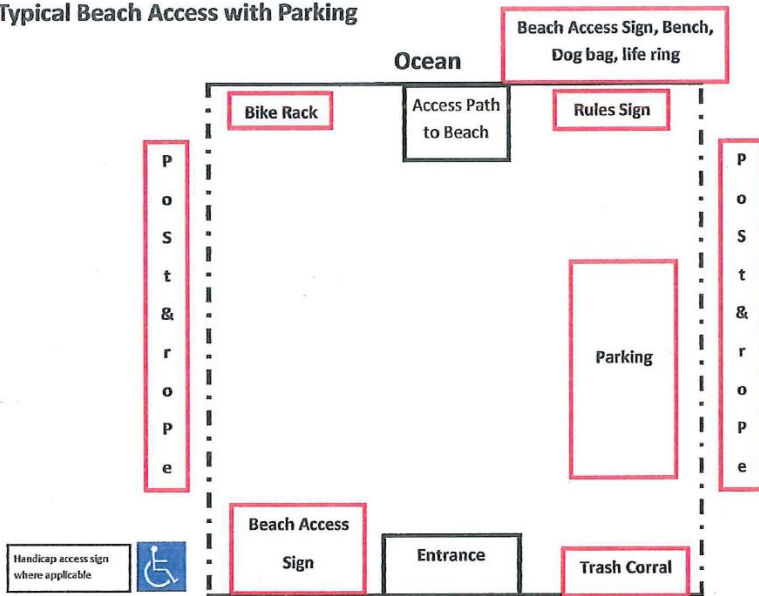 Typical Beach Access with Parking
Beach Access Sign, Bench,
Dog bag, life ring
Ocean
Bike Rack
Access Path
to Beach
Rules Sign
P
o
S
t
&
r
o
P
e
P
o
S
t
&
r
o
P
e
Parking
Beach Access
Sign
Entrance
Trash Corral
Handicap access sign
where applicable